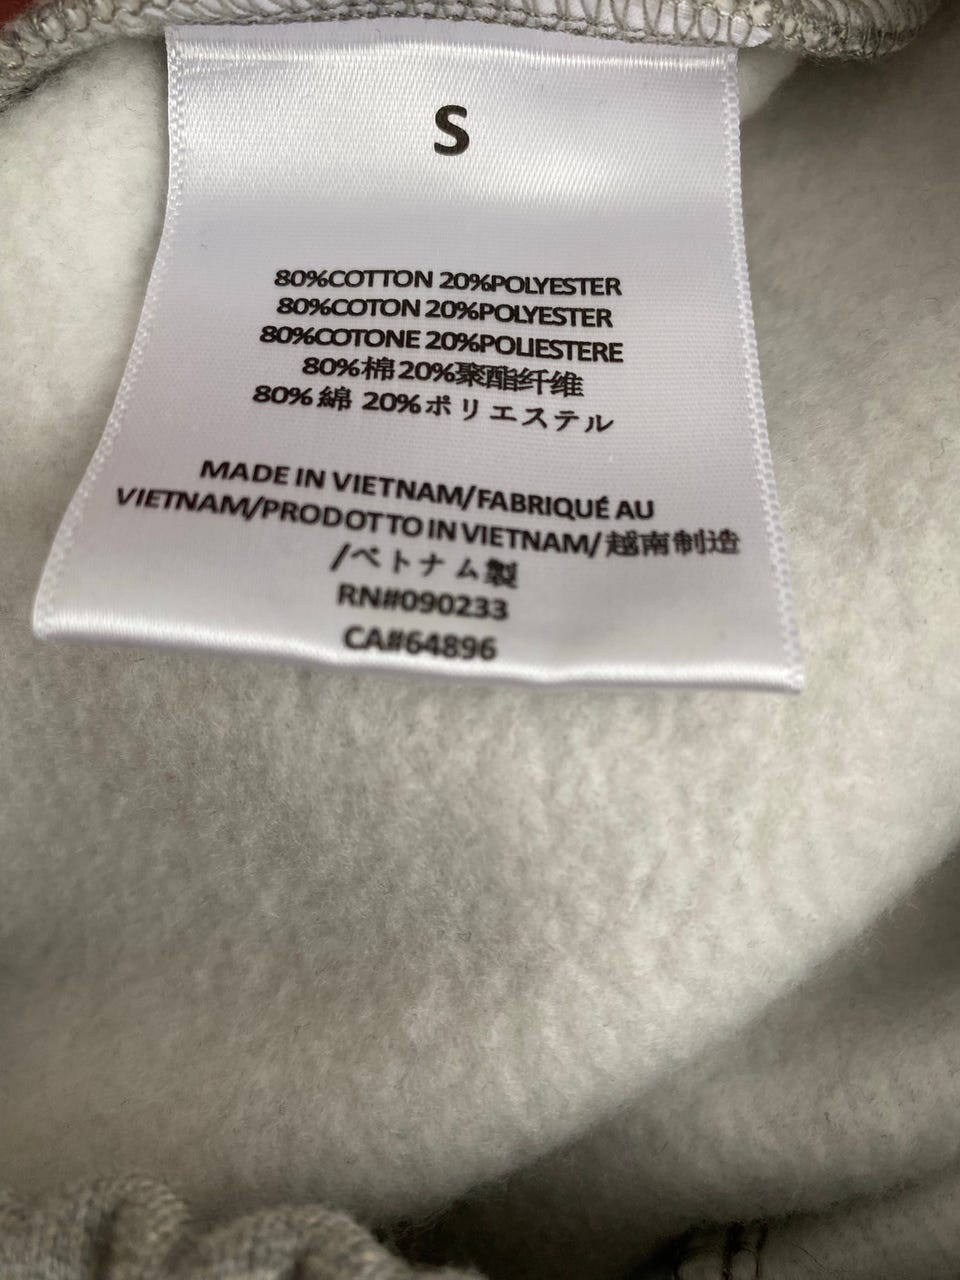 S
80%COTTON 20%POLYESTER
80%COTON 20%POLYESTER
80%COTONE 20%POLIESTERE
80%棉20%聚酯纤维
80%綿 20%ポリエステル
MADE IN VIETNAM/FABRIQUÉ AU
VIETNAM/PRODOTTO IN VIETNAM/越南制造
/ベトナム製
RN#090233
CA#64896